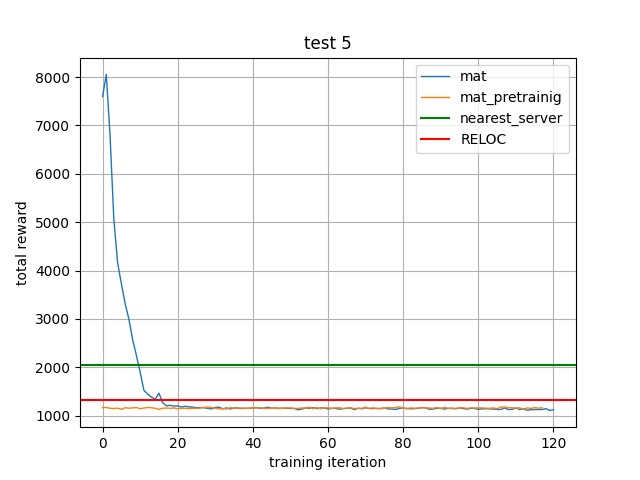 test 5
mat
mat_pretrainig
nearest_server
RELOC
total reward
8000
7000
6000
5000
4000
3000
2000
1000
0 20 40 60 80 100 120
training iteration